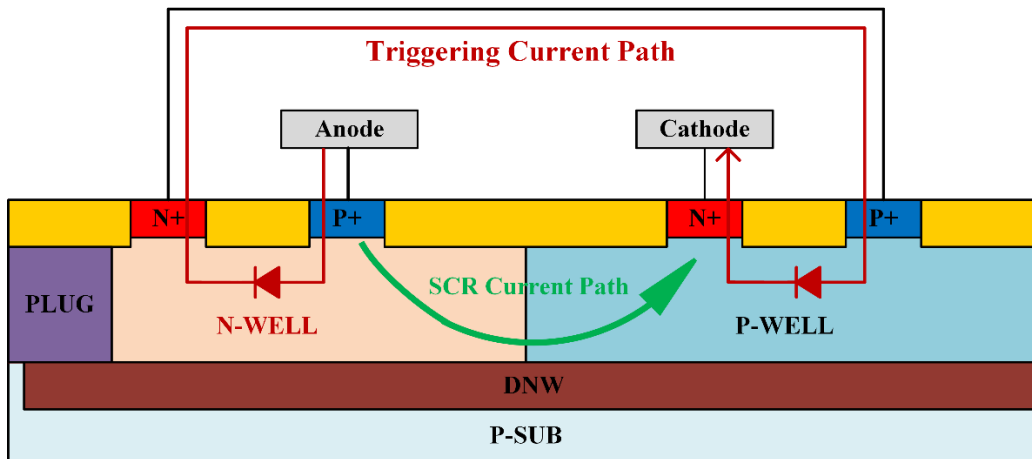 Triggering Current Path
Anode
Cathode
N+
P+
N+
P+
SCR Current Path
PLUG
N-WELL
P-WELL
DNW
P-SUB